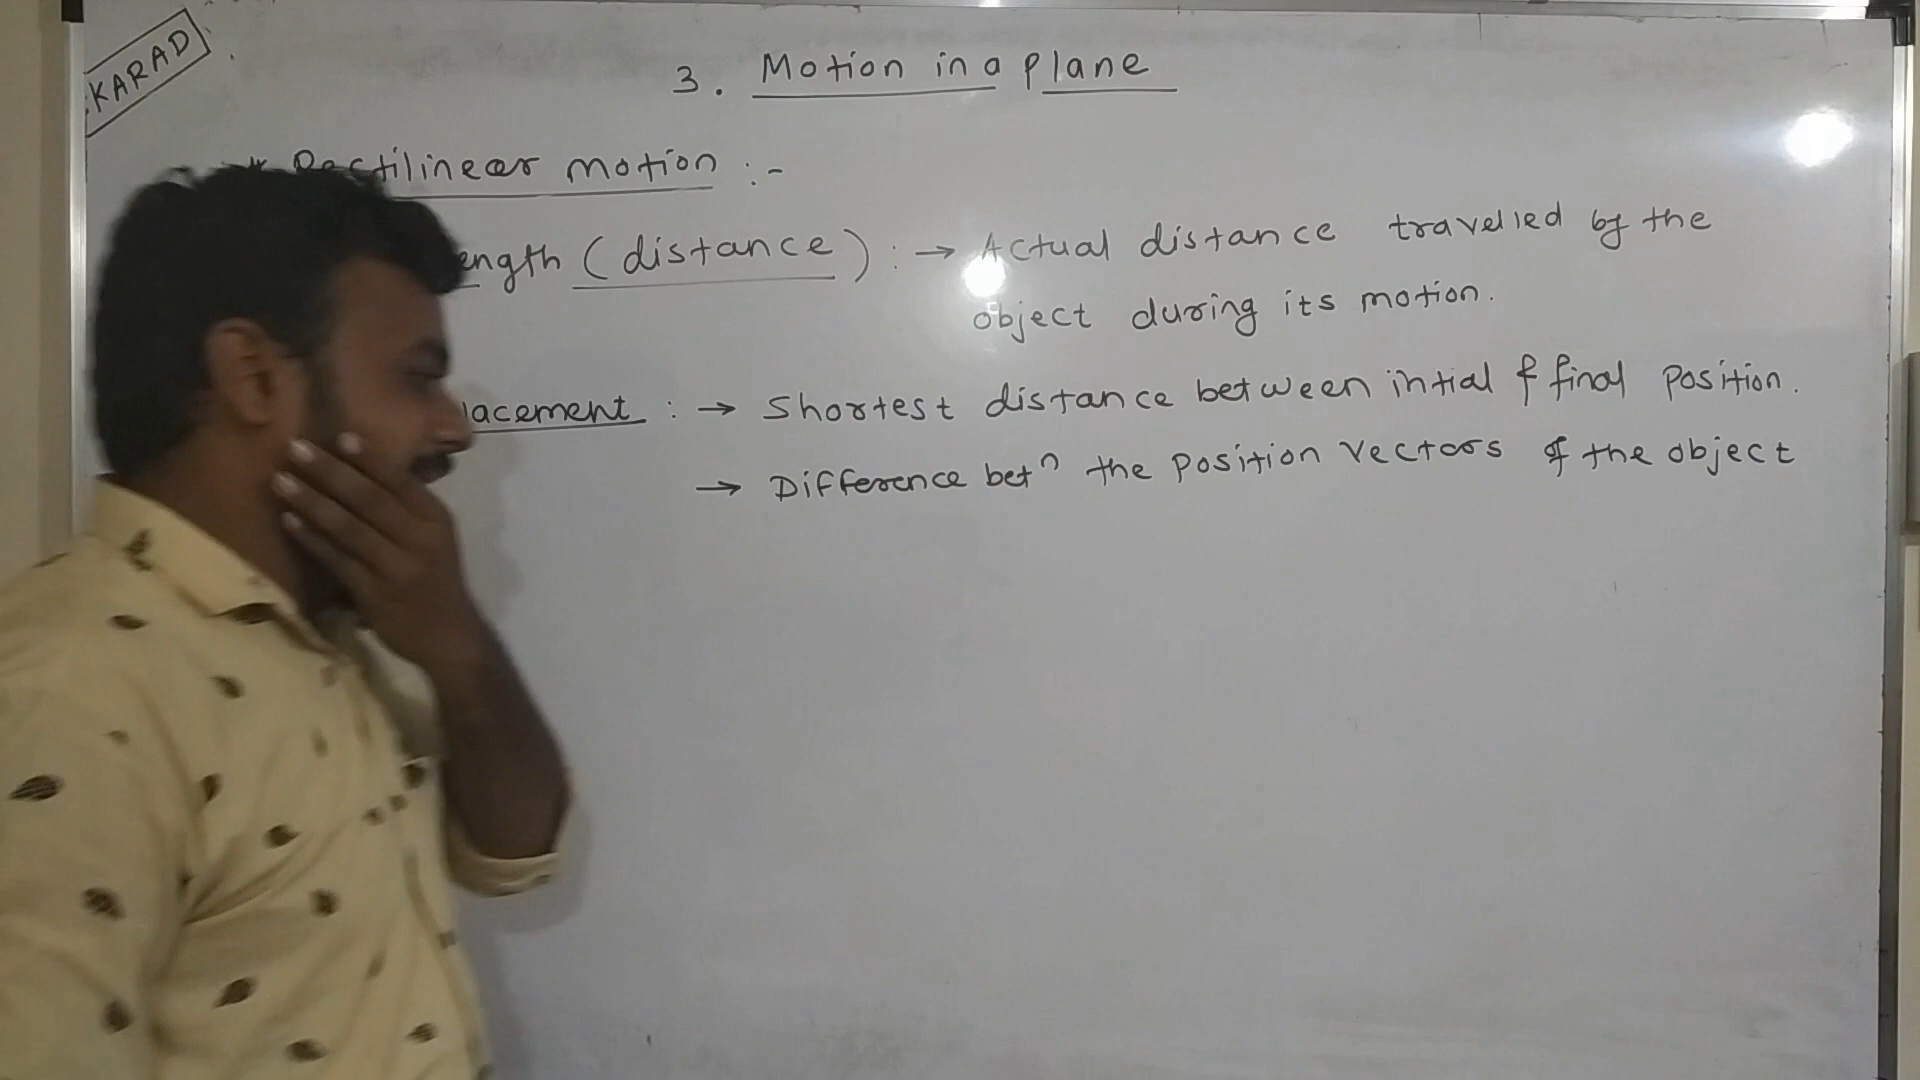 KARAD
3. Motion in a plane
* Rectilinear motion :-
ength (distance) : → Actual distance travelled by the
object during its motion.
lacement : → Shortest distance between intial & final position.
→ Difference betn the position vectors of the object